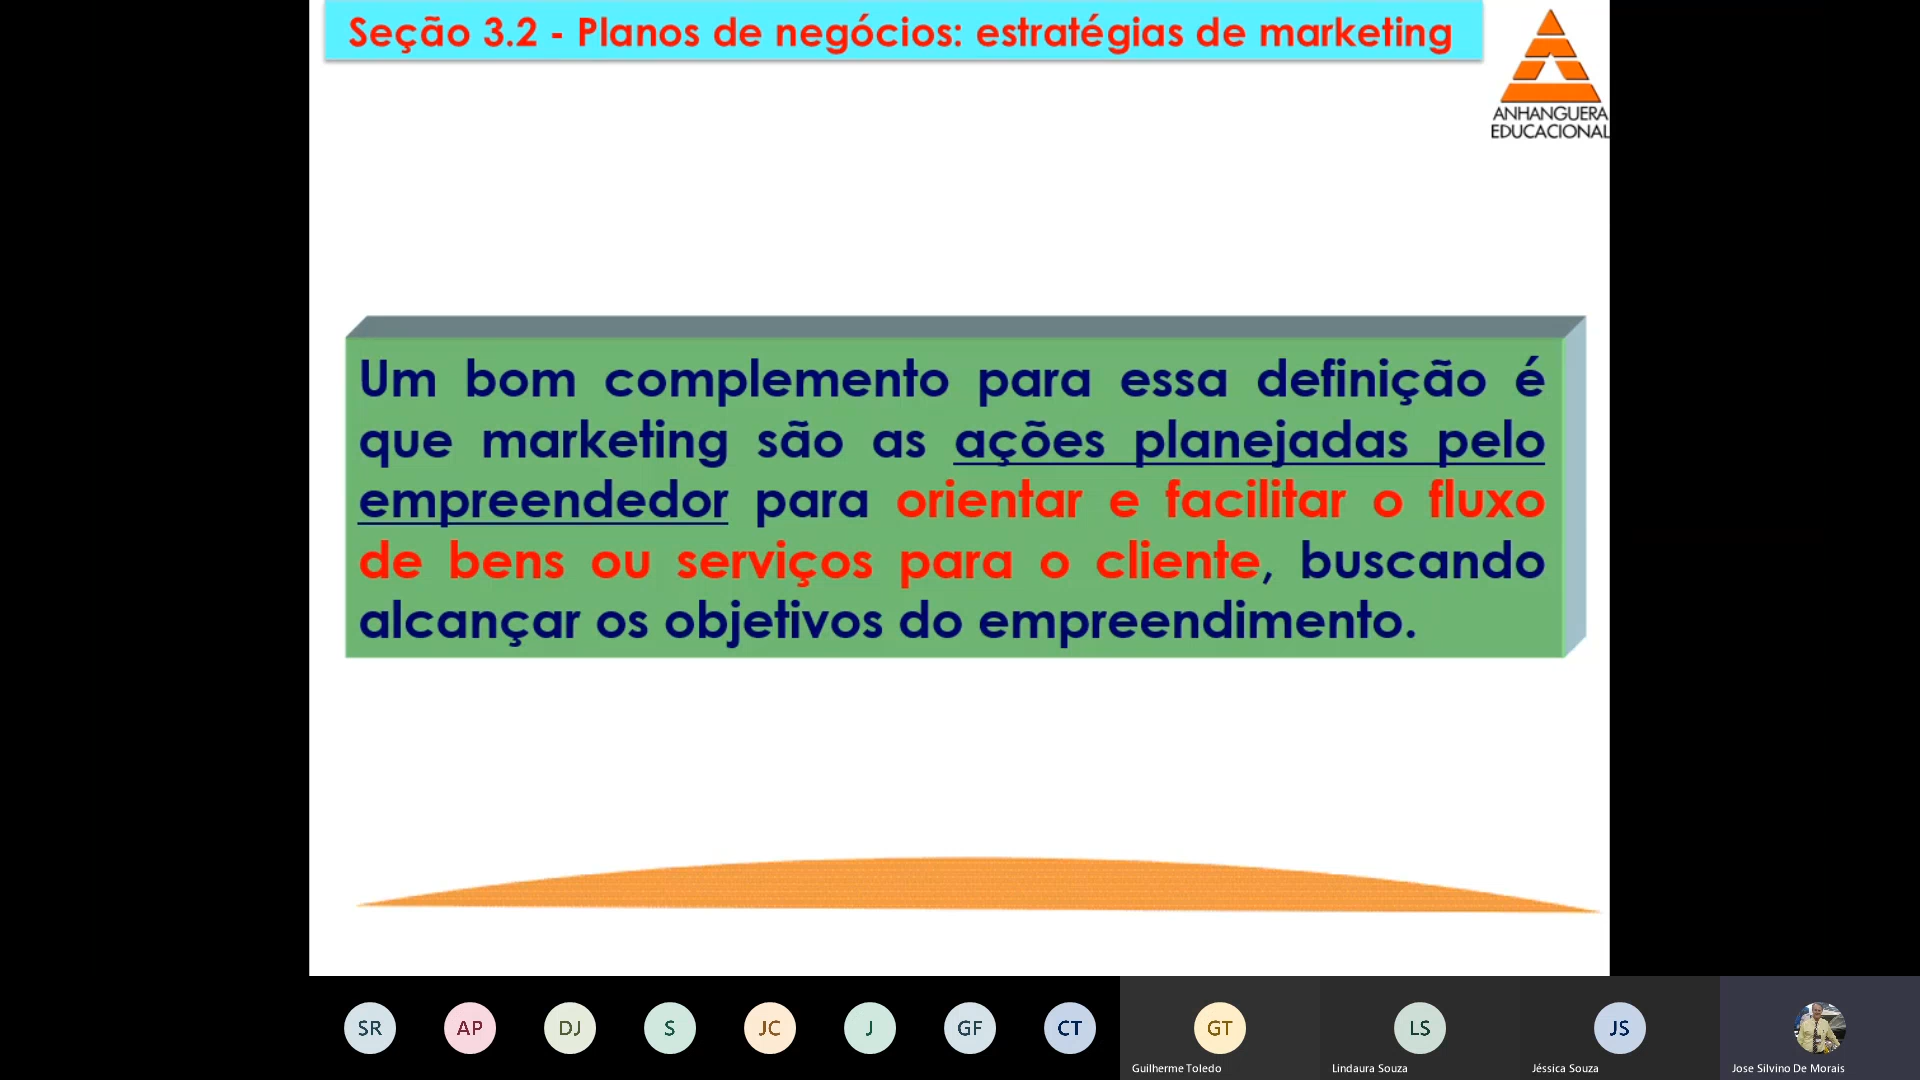 Seção 3.2 - Planos de negócios: estratégias de marketing
ANHANGUERA
EDUCACIONAL
Um bom complemento para essa definição é
que marketing são as ações planejadas pelo
empreendedor para orientar e facilitar o fluxo
de bens ou serviços para o cliente, buscando
alcançar os objetivos do empreendimento.
SR AP DJ S JC J GF CT GT LS JS
Guilherme Toledo Lindaura Souza Jéssica Souza Jose Silvino De Morais